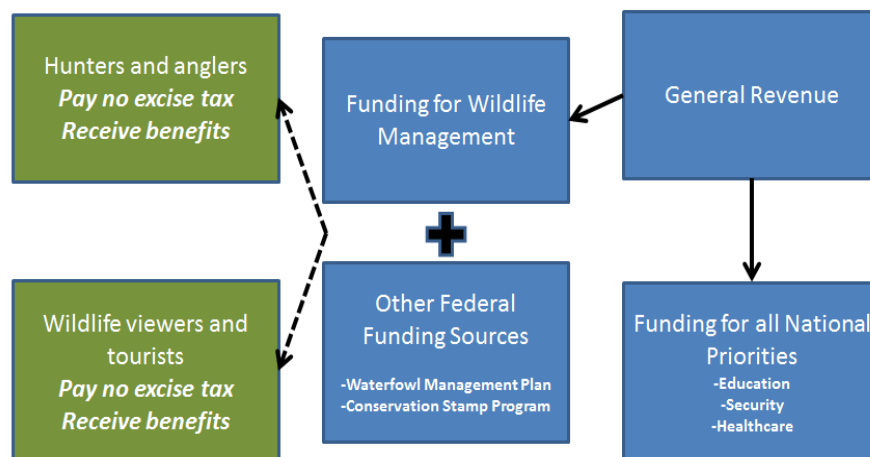 Hunters and anglers
Pay no excise tax
Receive benefits
Funding for Wildlife
Management
General Revenue
Wildlife viewers and
tourists
Pay no excise tax
Receive benefits
Other Federal
Funding Sources
-Waterfowl Management Plan
-Conservation Stamp Program
Funding for all National
Priorities
-Education
-Security
-Healthcare